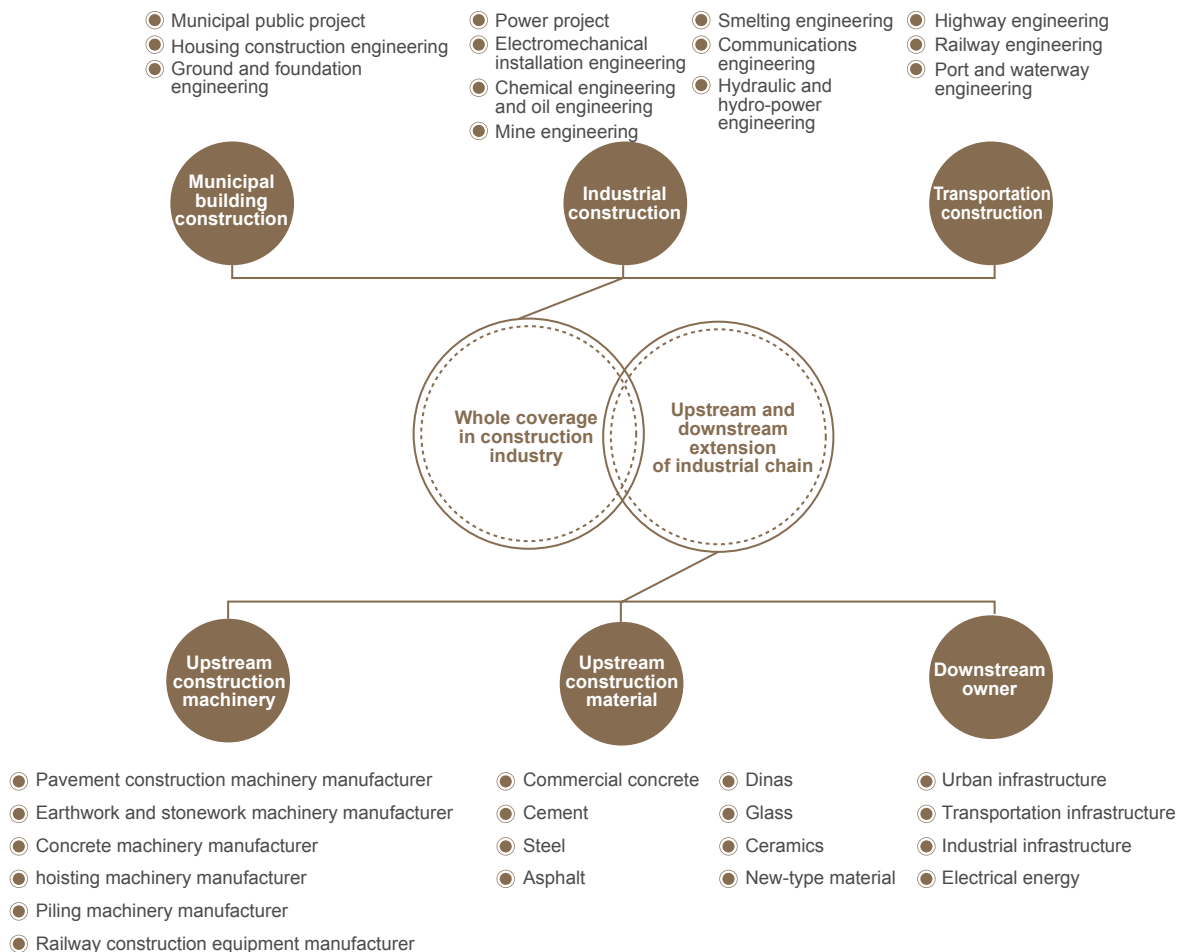 Municipal public project
Housing construction engineering
Ground and foundation
engineering
Power project
Electromechanical
installation engineering
Chemical engineering
and oil engineering
Mine engineering
Smelting engineering
Communications
engineering
Hydraulic and
hydro-power
engineering
Highway engineering
Railway engineering
Port and waterway
engineering
Municipal
building
construction
Industrial
construction
Transportation
construction
Whole coverage
in construction
industry
Upstream and
downstream
extension
of industrial chain
Upstream
construction
machinery
Upstream
construction
material
Downstream
owner
Pavement construction machinery manufacturer
Earthwork and stonework machinery manufacturer
Concrete machinery manufacturer
hoisting machinery manufacturer
Piling machinery manufacturer
Railway construction equipment manufacturer
Commercial concrete
Cement
Steel
Asphalt
Dinas
Glass
Ceramics
New-type material
Urban infrastructure
Transportation infrastructure
Industrial infrastructure
Electrical energy